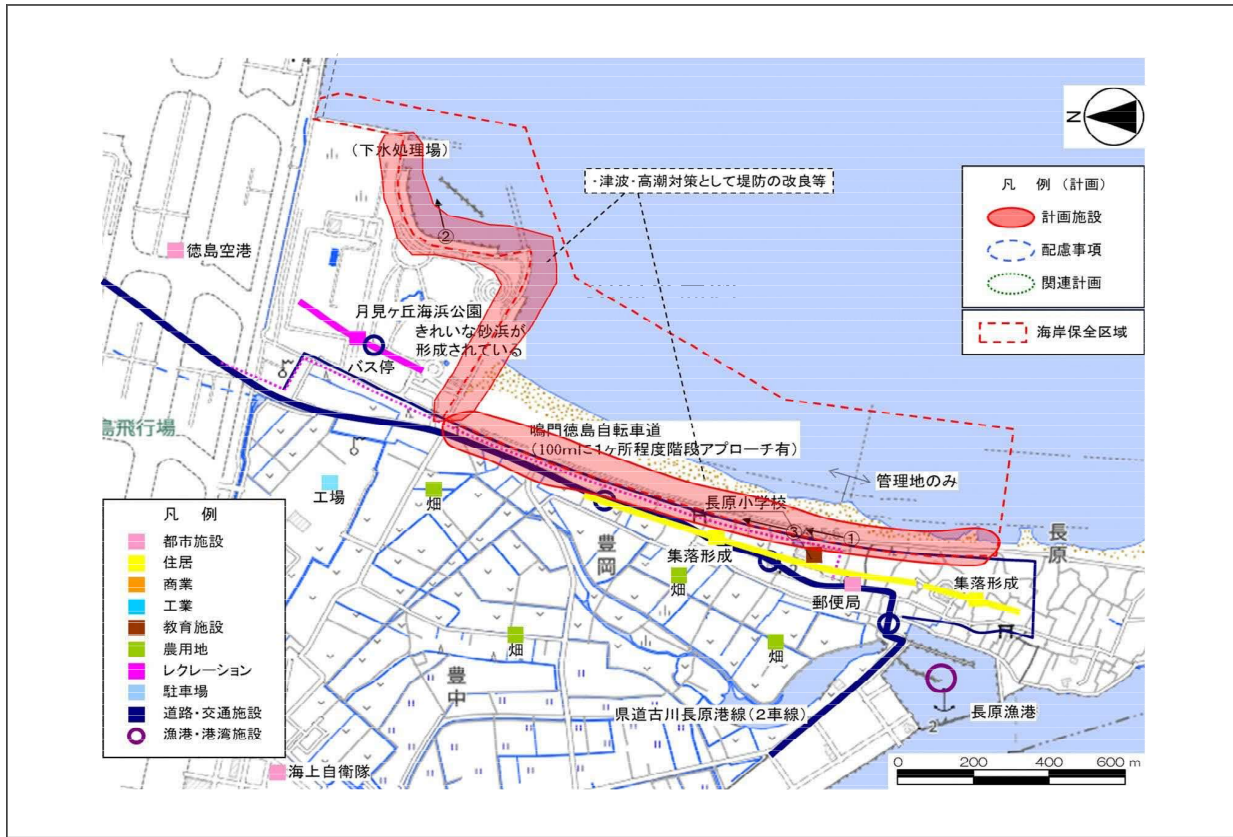 N
(下水処理場)
・津波・高潮対策として堤防の改良等
凡 例 (計画)
計画施設
配慮事項
関連計画
海岸保全区域
②
徳島空港
月見ヶ丘海浜公園
きれいな砂浜が
形成されている
バス停
島飛行場
鳴門徳島自転車道
(100mに1ヶ所程度階段アプローチ有)
管理地のみ
工場
畑
長原小学校
③
①
長原
豊岡
集落形成
畑
郵便局
集落形成
凡 例
都市施設
住居
商業
工業
教育施設
農用地
レクレーション
駐車場
道路・交通施設
漁港・港湾施設
畑
畑
豊中
県道古川長原港線(2車線)
長原漁港
2
海上自衛隊
0 200 400 600 m